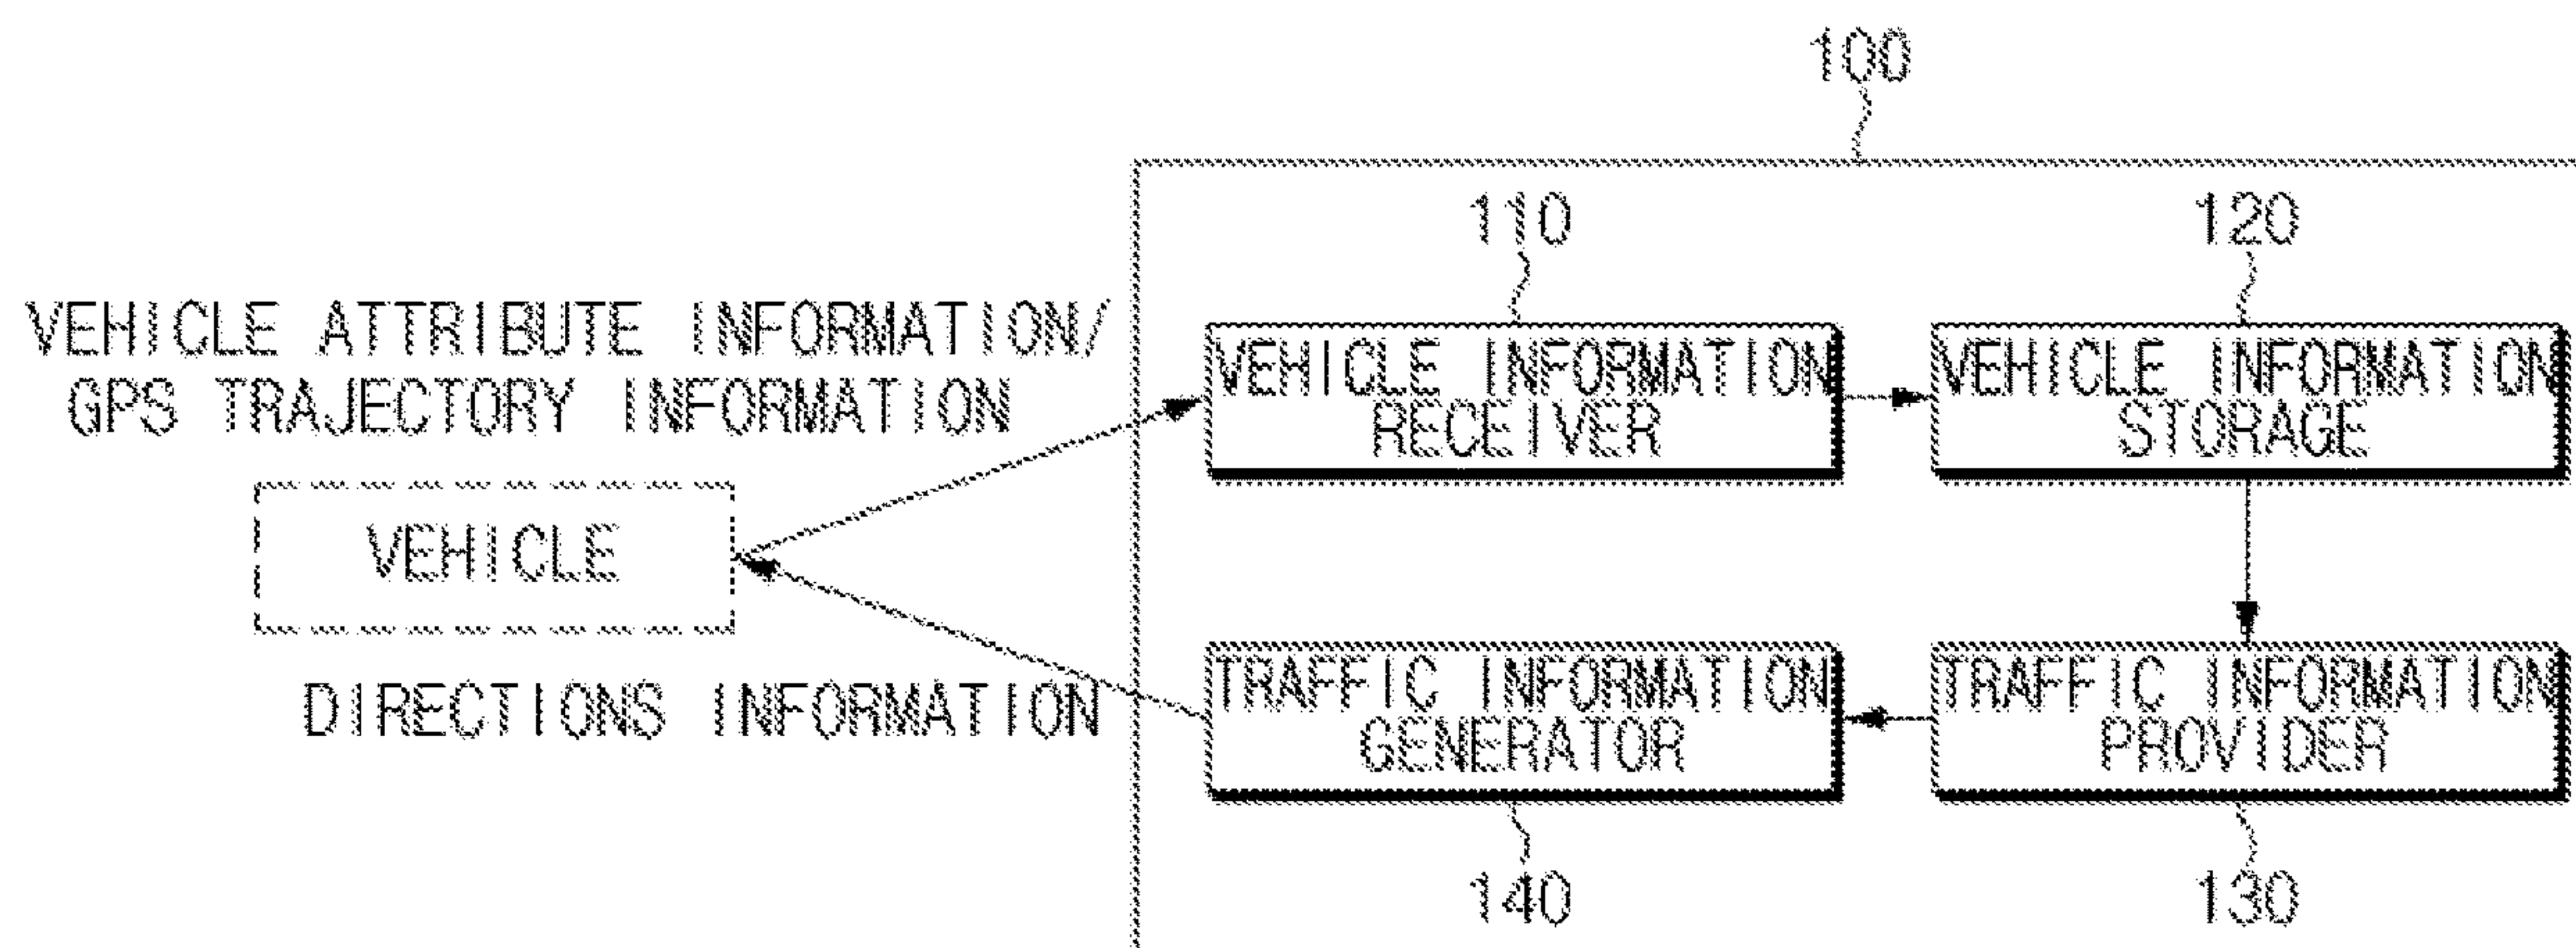 100
110
120
VEHICLE ATTRIBUTE INFORMATION/
GPS TRAJECTORY INFORMATION
VEHICLE INFORMATION
RECEIVER
VEHICLE INFORMATION
STORAGE
VEHICLE
DIRECTIONS INFORMATION
TRAFFIC INFORMATION
GENERATOR
TRAFFIC INFORMATION
PROVIDER
140
130